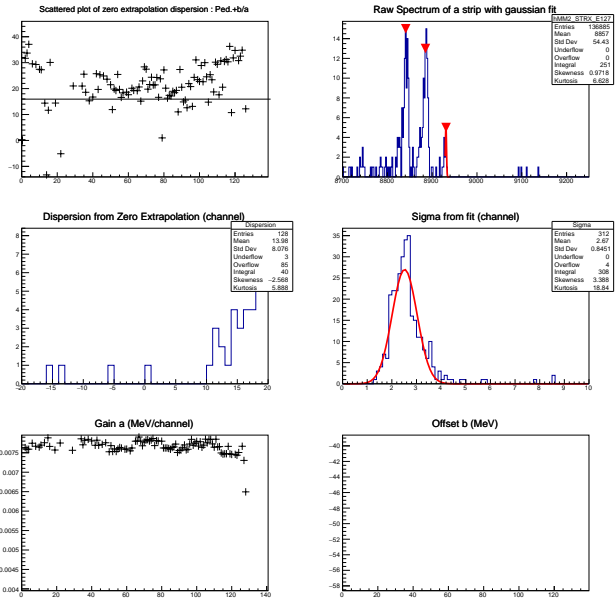 Scattered plot of zero extrapolation dispersion : Ped.+b/a
40
30
20
10
0
−10
0 20 40 60 80 100 120
Raw Spectrum of a strip with gaussian fit
hMM2_STRX_E127
Entries 136885
Mean 8857
Std Dev 54.43
Underflow 0
Overflow 0
Integral 251
Skewness 0.9718
Kurtosis 6.628
14
12
10
8
6
4
2
0
8700 8800 8900 9000 9100 9200
Dispersion from Zero Extrapolation (channel)
Dispersion
Entries 128
Mean 13.98
Std Dev 8.076
Underflow 3
Overflow 85
Integral 40
Skewness −2.568
Kurtosis 5.888
8
7
6
5
4
3
2
1
0
−20 −15 −10 −5 0 5 10 15 20
Sigma from fit (channel)
Sigma
Entries 312
Mean 2.67
Std Dev 0.8451
Underflow 0
Overflow 4
Integral 308
Skewness 3.388
Kurtosis 18.84
35
30
25
20
15
10
5
0
0 1 2 3 4 5 6 7 8 9 10
Gain a (MeV/channel)
0.0075
0.007
0.0065
0.006
0.0055
0.005
0.0045
0.004
0 20 40 60 80 100 120 140
Offset b (MeV)
−40
−42
−44
−46
−48
−50
−52
−54
−56
−58
0 20 40 60 80 100 120 140